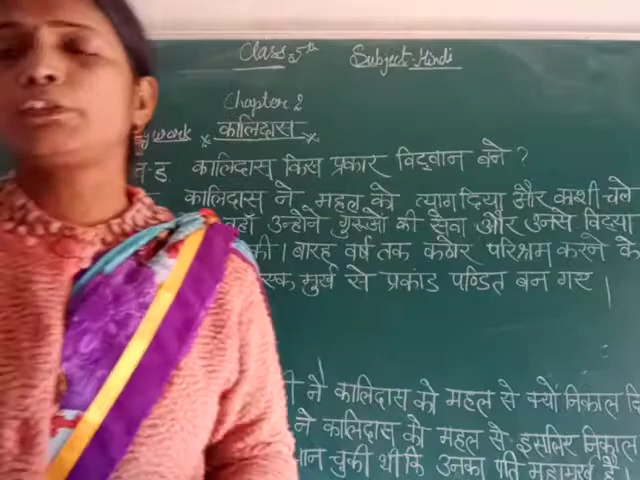 Class-5th Subject-Hindi
Chapter 2
कालिदास
कालिदास किस प्रकार विद्वान बने ?
कालिदास ने महल को त्याग दिया और काशी चले
उन्होने गुरूओं की सेवा और उनसे विद्या
की। बारह वर्ष तक कठोर परिश्रम करने के
मुर्ख से प्रकांड पण्डित बन गए ।
ने कालिदास को महल से क्यों निकाल
ने कालिदास को महल से इसलिए निकाल
चुकी थी कि उनका पति महामुर्ख है।